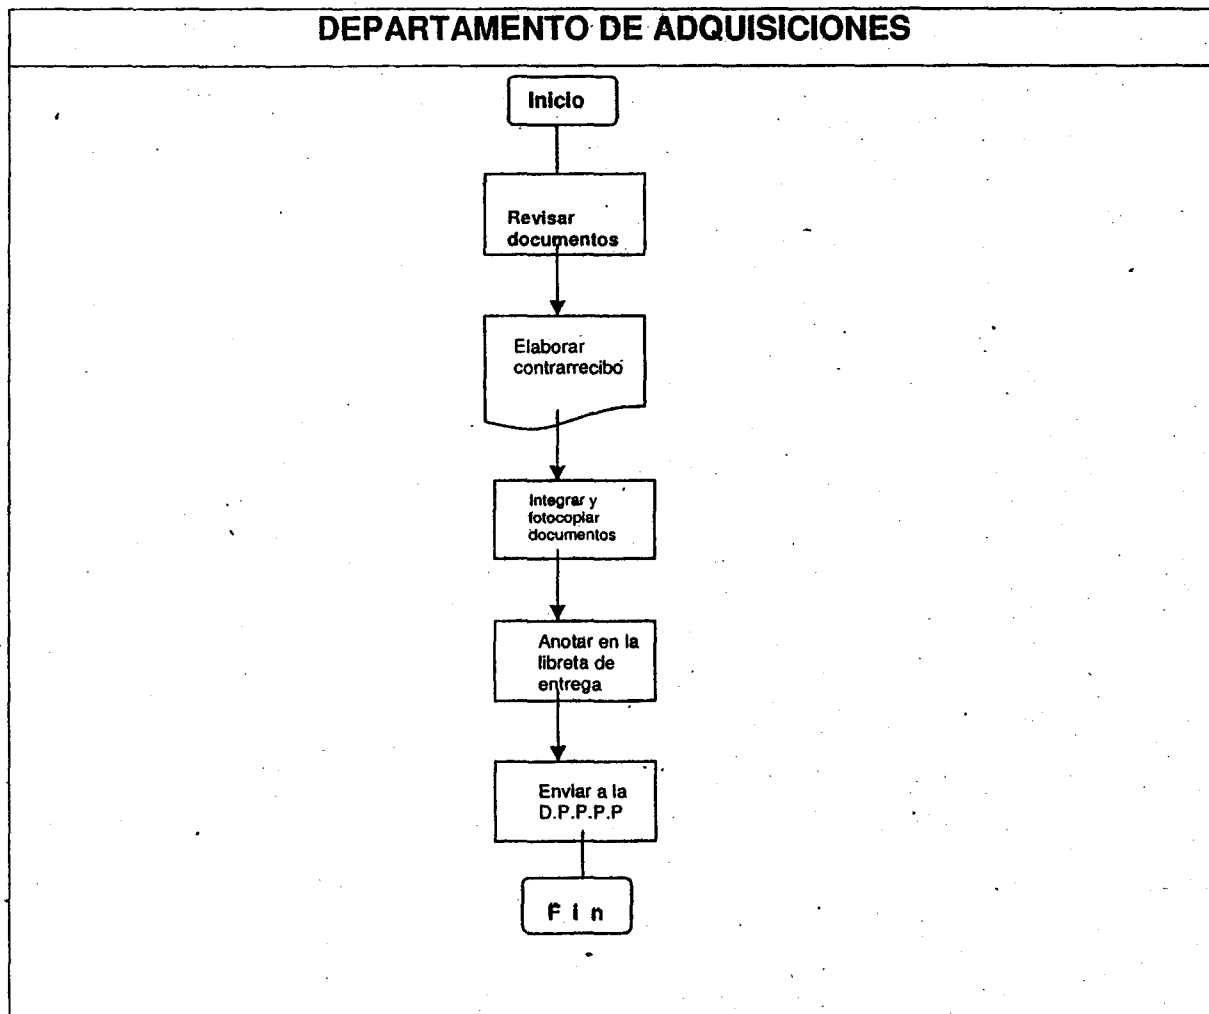 DEPARTAMENTO DE ADQUISICIONES
Inicio
Revisar
documentos
Elaborar
contrarrecibo
Integrar y
fotocopiar
documentos
Anotar en la
libreta de
entrega
Enviar a la
D.P.P.P.P
F i n